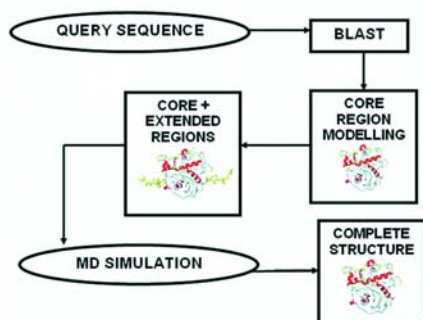 QUERY SEQUENCE
BLAST
CORE
REGION
MODELLING
CORE +
EXTENDED
REGIONS
MD SIMULATION
COMPLETE
STRUCTURE